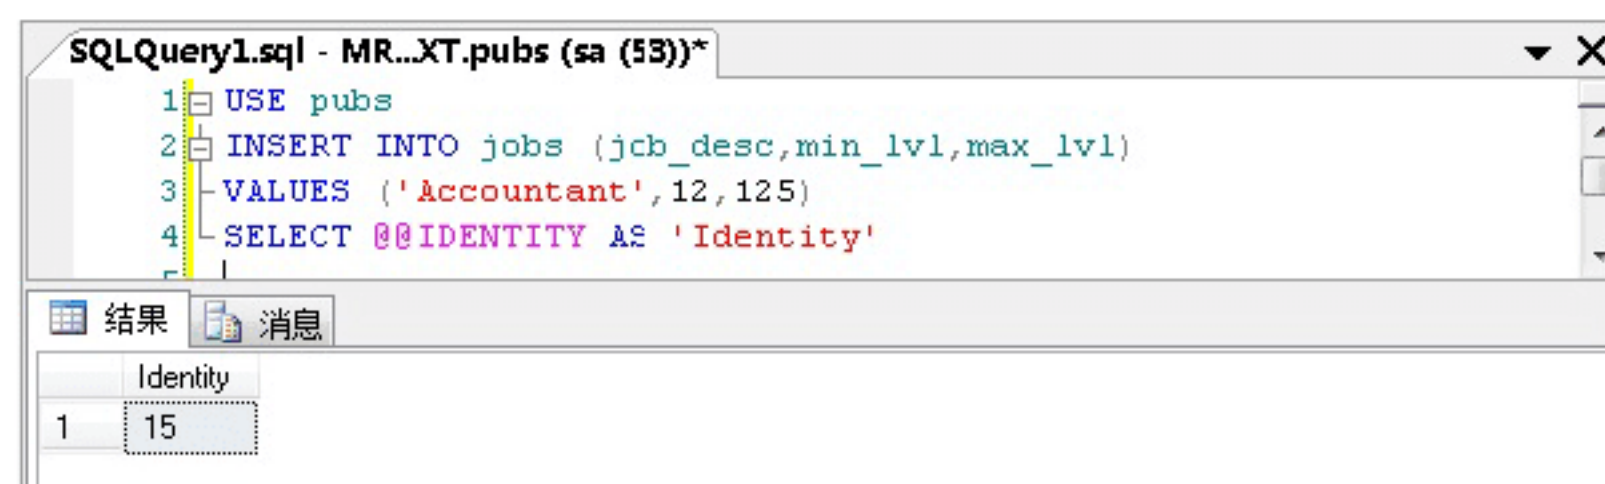 SQLQuery1.sql - MR...XT.pubs (sa (53))*
1 USE pubs
2 INSERT INTO jobs (jcb_desc,min_lvl,max_lvl)
3 VALUES ('Accountant',12,125)
4 SELECT @@IDENTITY AS 'Identity'
结果 消息
Identity
1 15